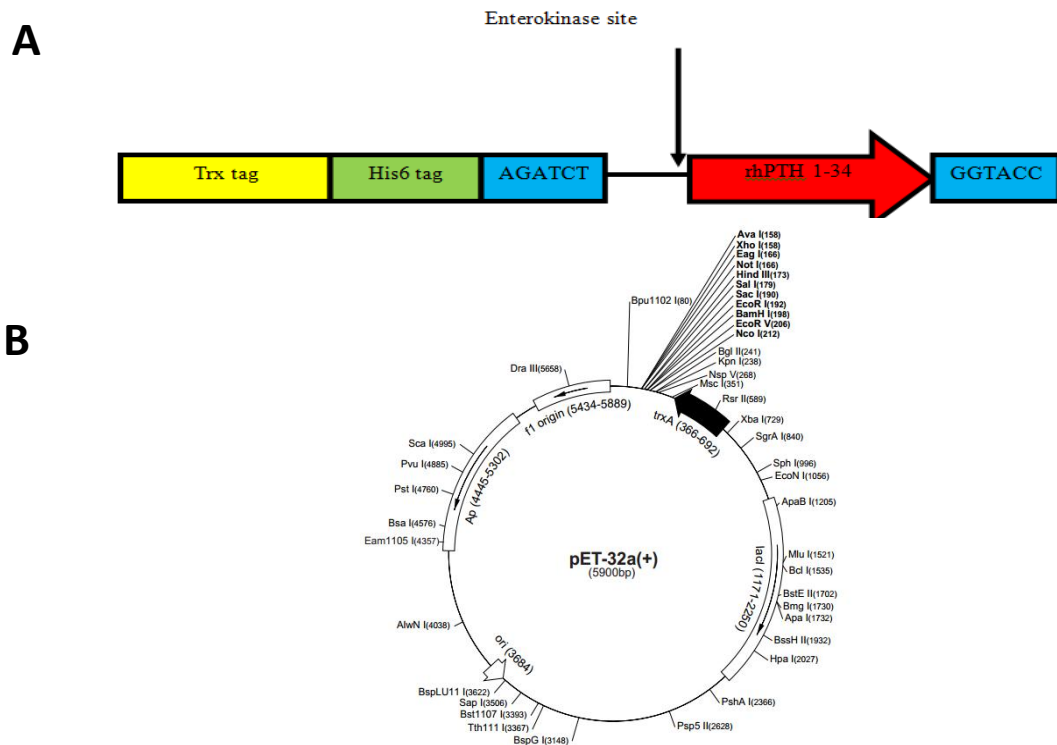 A
Enterokinase site
Trx tag
His6 tag
AGATCT
rhPTH 1-34
GGTACC
B
Ava I(158)
Xho I(158)
Eag I(166)
Not I(166)
Hind III(173)
Sal I(179)
Sac I(190)
EcoR I(192)
BamH I(198)
EcoR V(206)
Nco I(212)
Bpu1102 I(80)
Bgl II(241)
Kpn I(238)
Nsp V(268)
Msc I(351)
Rsr II(589)
Xba I(729)
SgrA I(840)
Sph I(996)
EcoN I(1056)
ApaB I(1205)
Mlu I(1521)
Bcl I(1535)
BstE II(1702)
Bmg I(1730)
Apa I(1732)
BssH II(1932)
Hpa I(2027)
PshA I(2366)
Psp5 II(2628)
BspG I(3148)
Tth111 I(3367)
Bst1107 I(3393)
Sap I(3506)
BspLU11 I(3622)
AlwN I(4038)
Eam1105 I(4357)
Bsa I(4576)
Pst I(4760)
Pvu I(4885)
Sca I(4995)
Dra III(5658)
f1 origin (5434-5889)
trxA (366-692)
Ap (4445-5302)
lacI (1171-2250)
ori (3684)
pET-32a(+)
(5900bp)